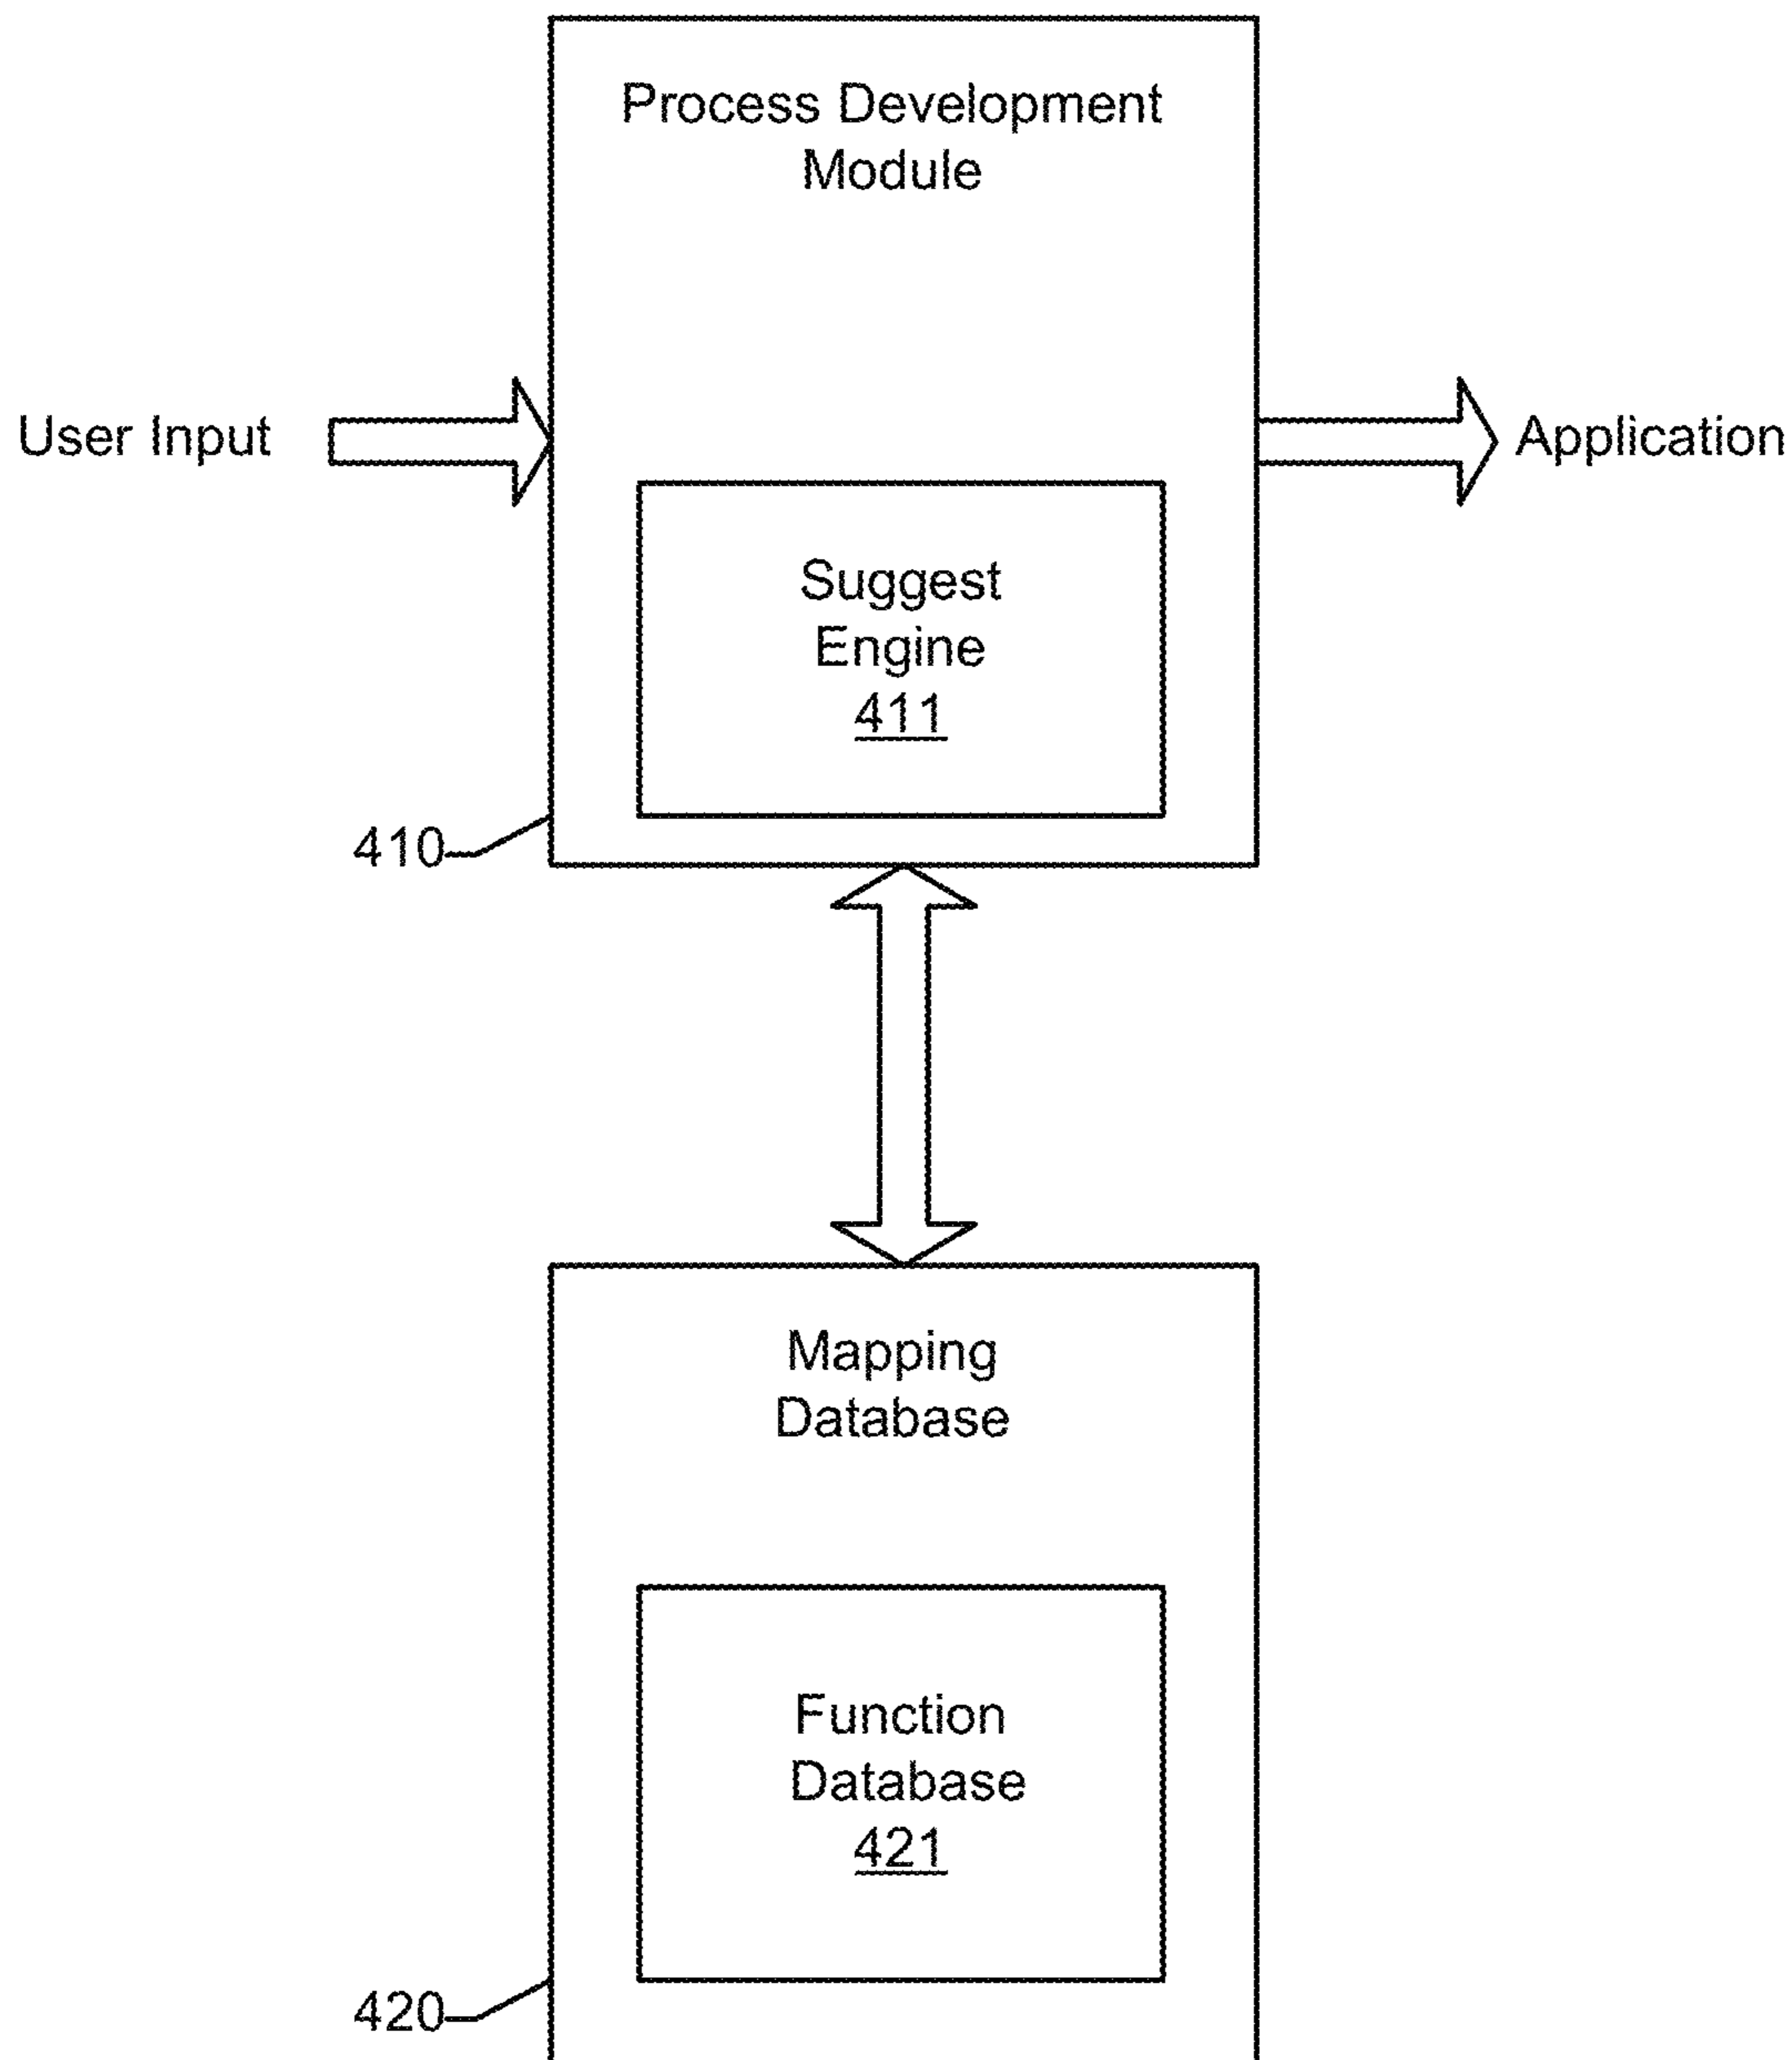 Process Development
Module
User Input
Application
Suggest
Engine
411
410
Mapping
Database
Function
Database
421
420